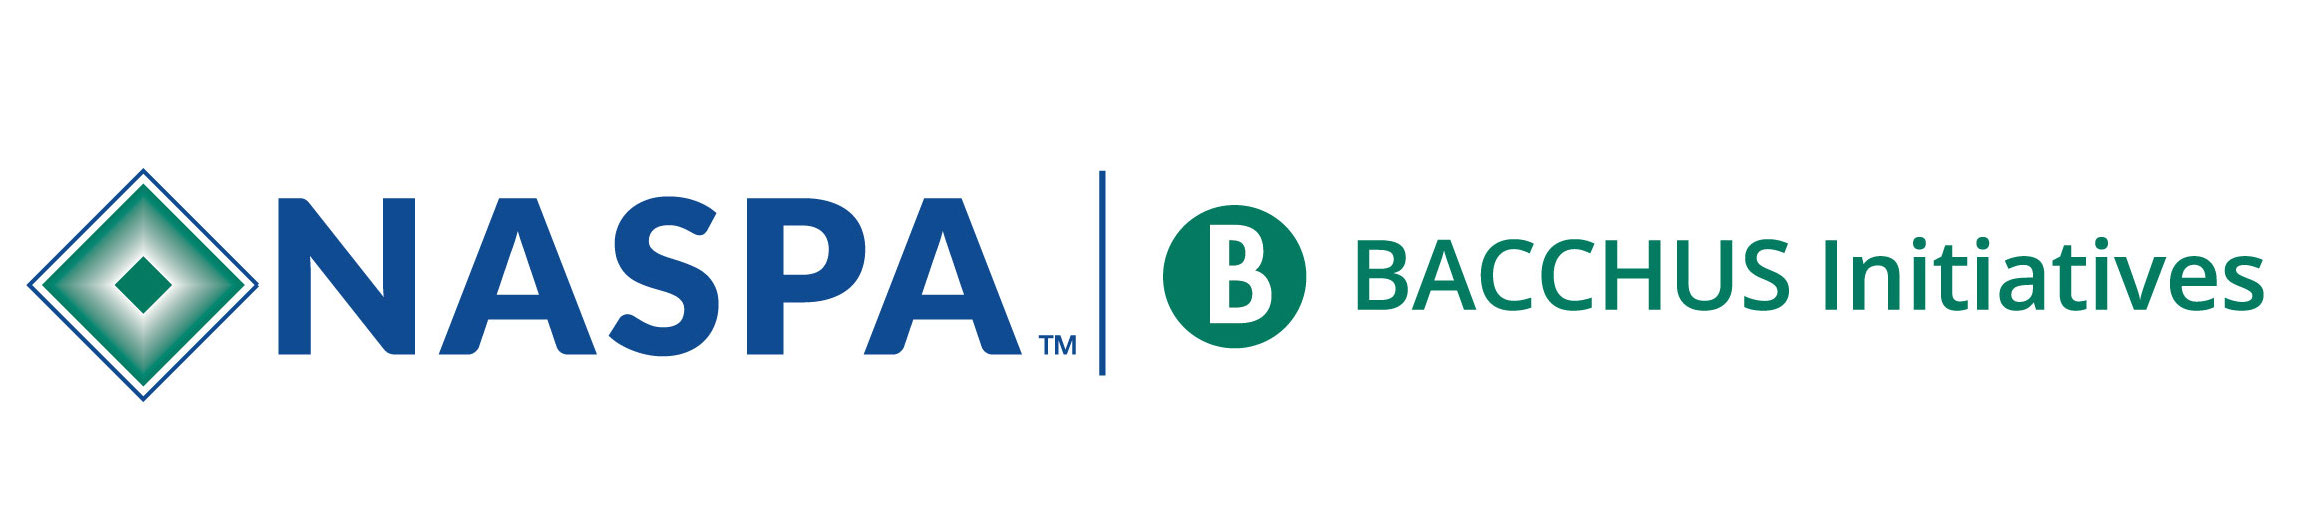 NASPA™ B BACCHUS Initiatives